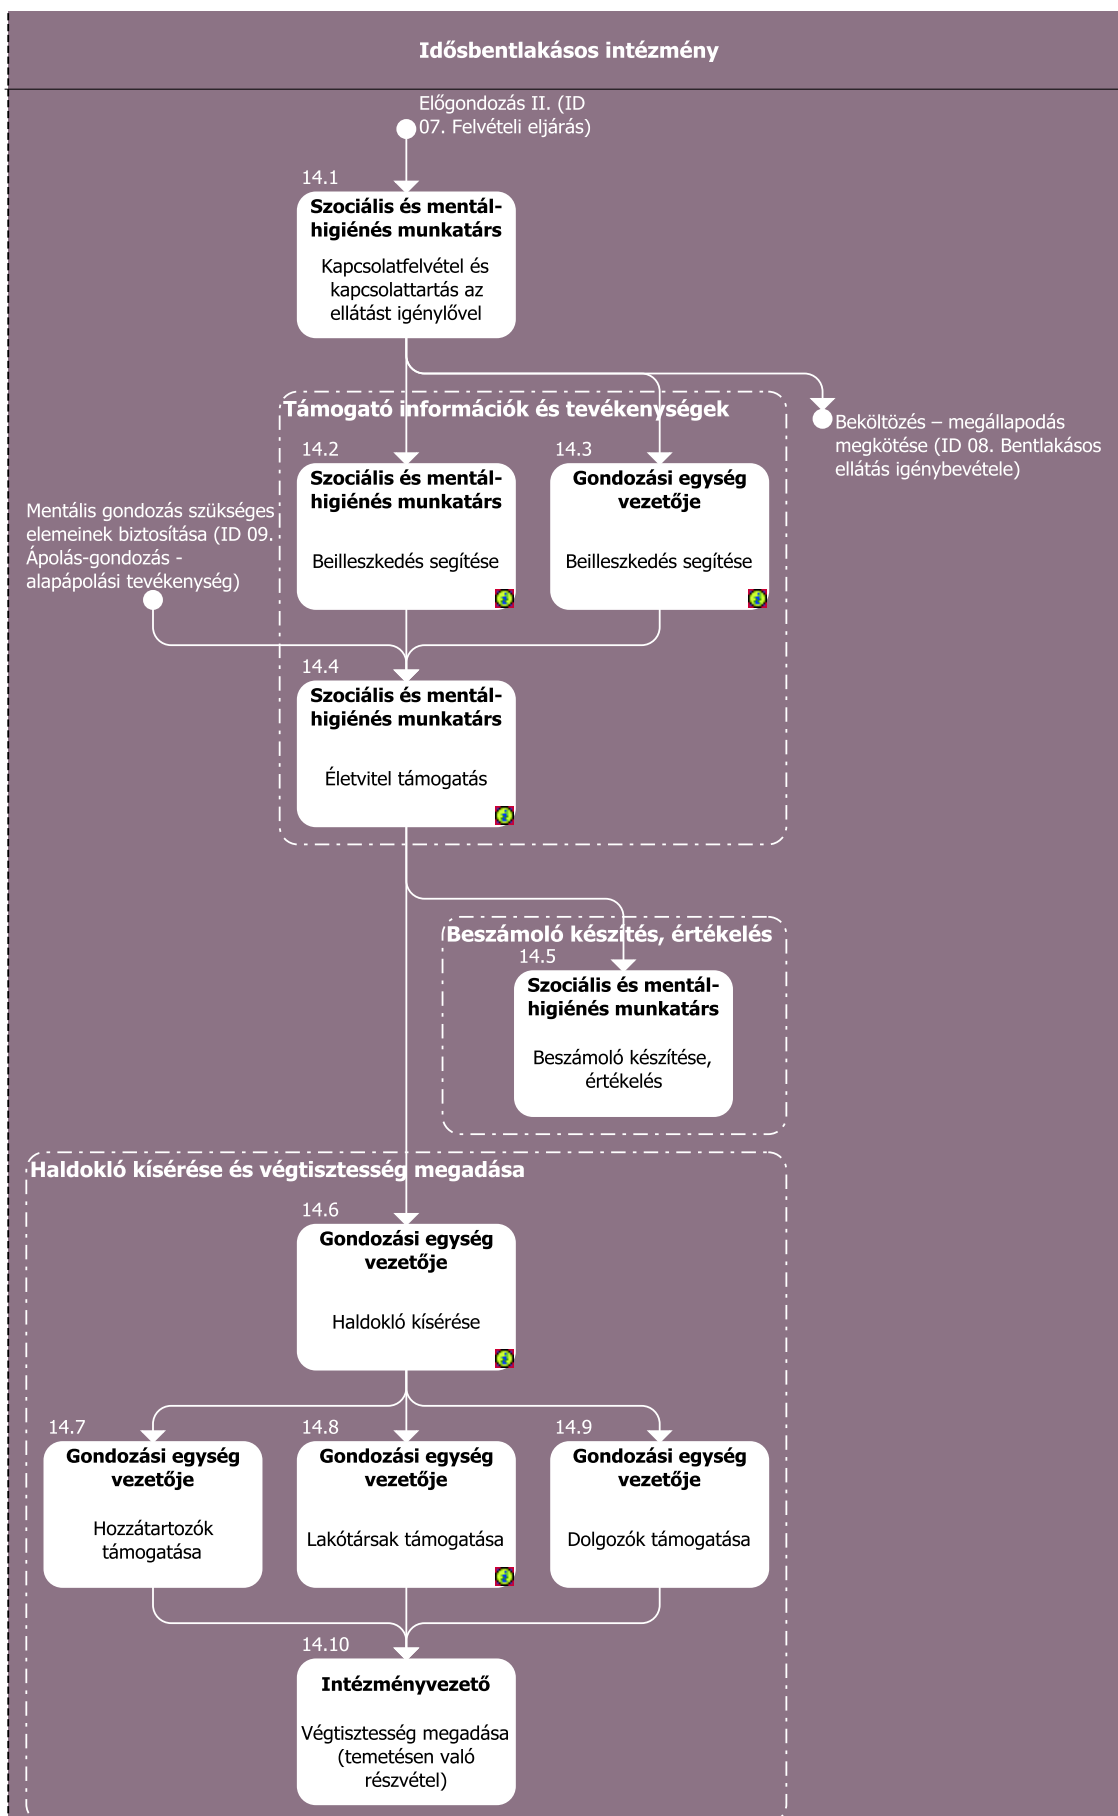 Idősbentlakásos intézmény
Előgondozás II. (ID
07. Felvételi eljárás)
14.1
Szociális és mentál-
higiénés munkatárs
Kapcsolatfelvétel és
kapcsolattartás az
ellátást igénylővel
Támogató információk és tevékenységek
Beköltözés – megállapodás
megkötése (ID 08. Bentlakásos
ellátás igénybevétele)
14.2
Szociális és mentál-
higiénés munkatárs
Beilleszkedés segítése
14.3
Gondozási egység
vezetője
Beilleszkedés segítése
Mentális gondozás szükséges
elemeinek biztosítása (ID 09.
Ápolás-gondozás -
alapápolási tevékenység)
14.4
Szociális és mentál-
higiénés munkatárs
Életvitel támogatás
Beszámoló készítés, értékelés
14.5
Szociális és mentál-
higiénés munkatárs
Beszámoló készítése,
értékelés
Haldokló kísérése és végtisztesség megadása
14.6
Gondozási egység
vezetője
Haldokló kísérése
14.7
Gondozási egység
vezetője
Hozzátartozók
támogatása
14.8
Gondozási egység
vezetője
Lakótársak támogatása
14.9
Gondozási egység
vezetője
Dolgozók támogatása
14.10
Intézményvezető
Végtisztesség megadása
(temetésen való
részvétel)